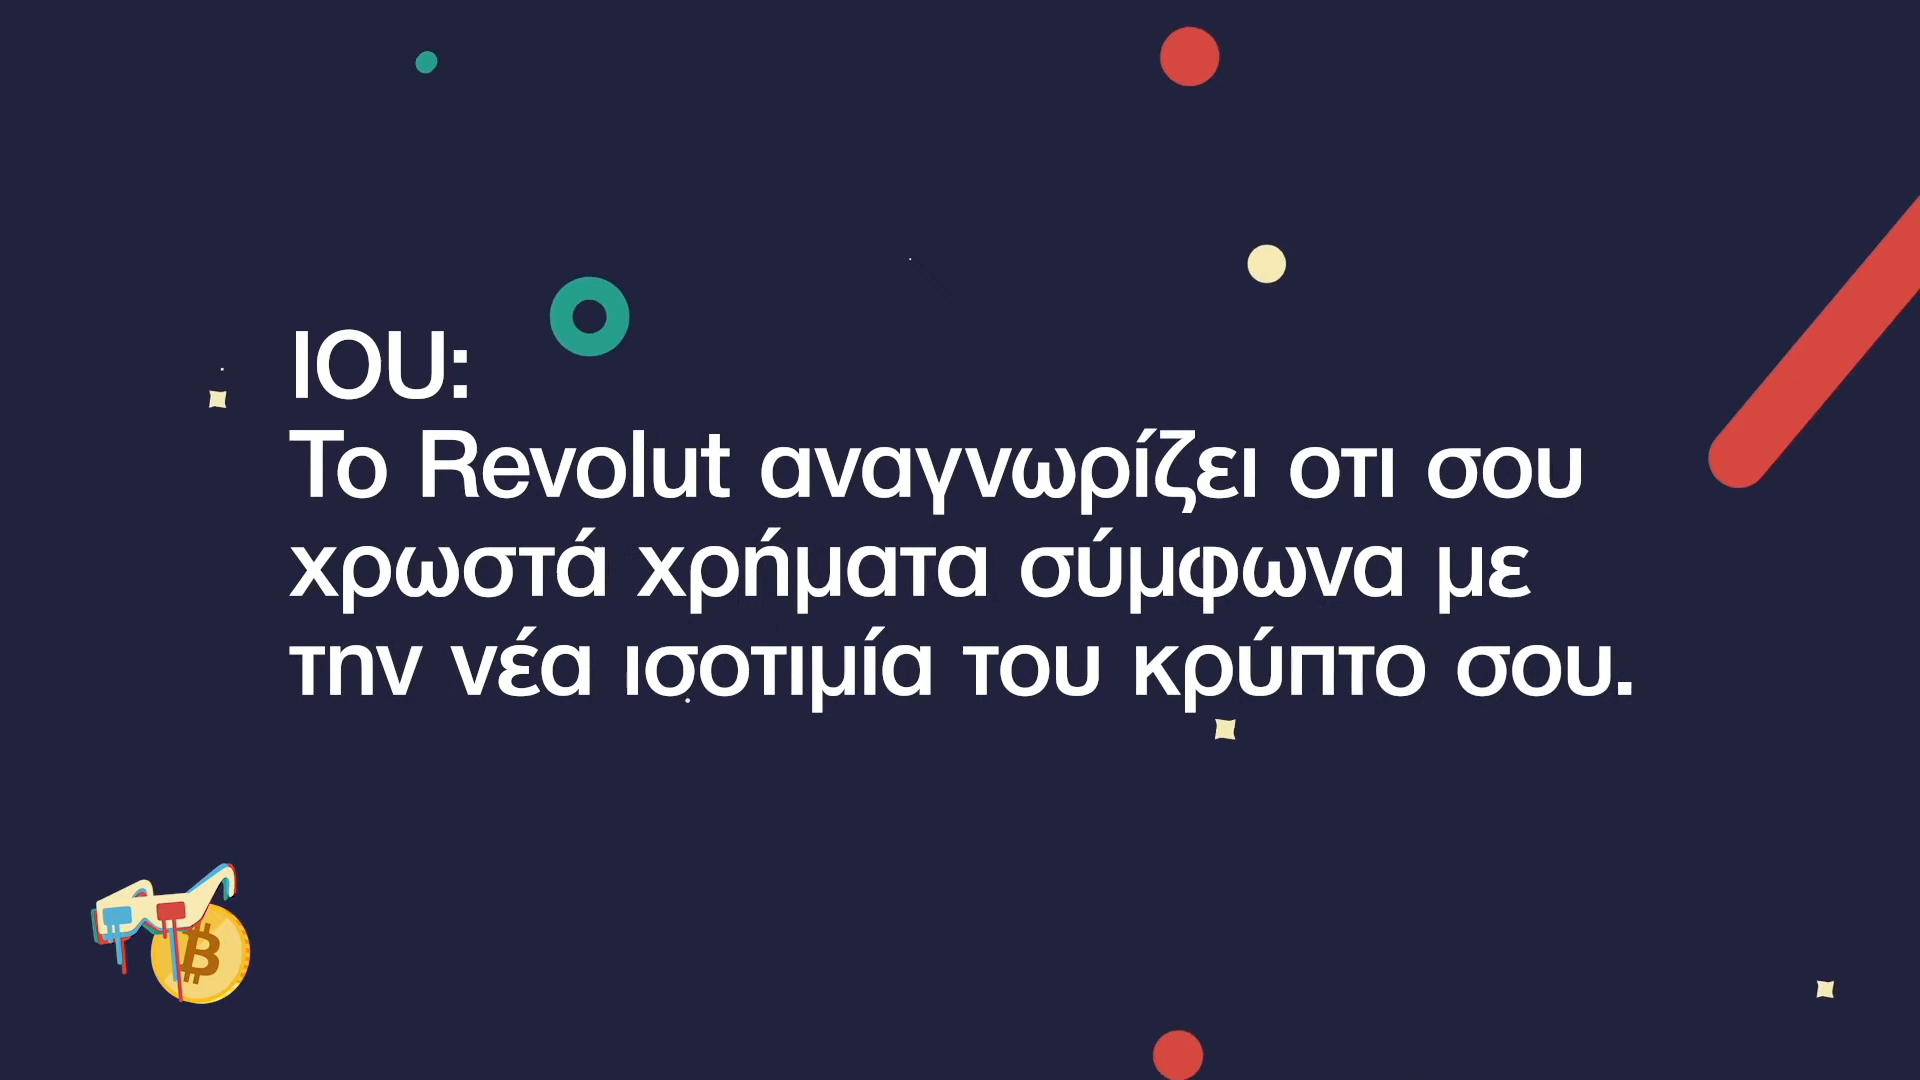 IOU:
Το Revolut αναγνωρίζει οτι σου
χρωστά χρήματα σύμφωνα με
την νέα ισοτιμία του κρύπτο σου.